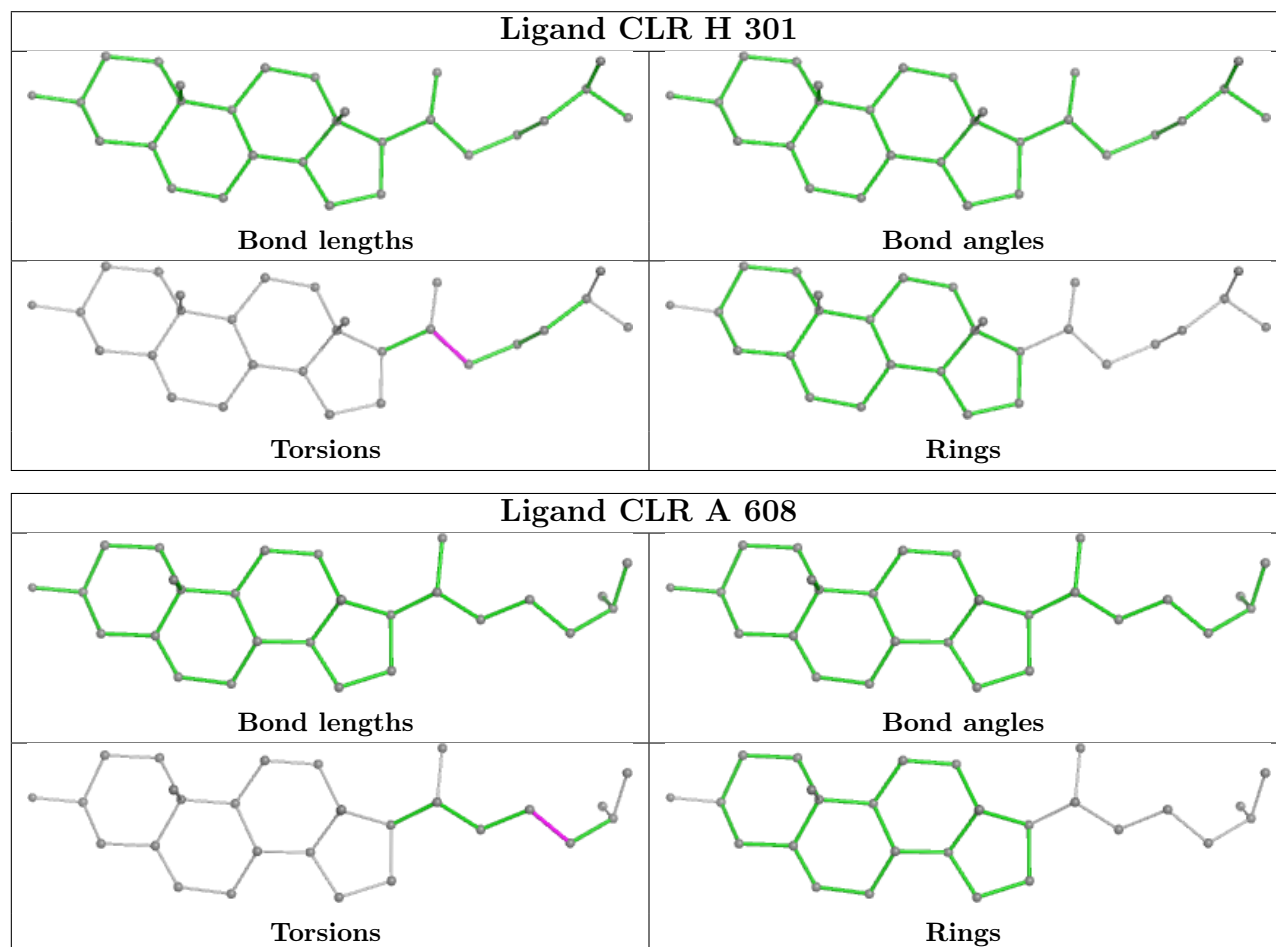 Ligand CLR H 301
Bond lengths
Bond angles
Torsions
Rings
Ligand CLR A 608
Bond lengths
Bond angles
Torsions
Rings